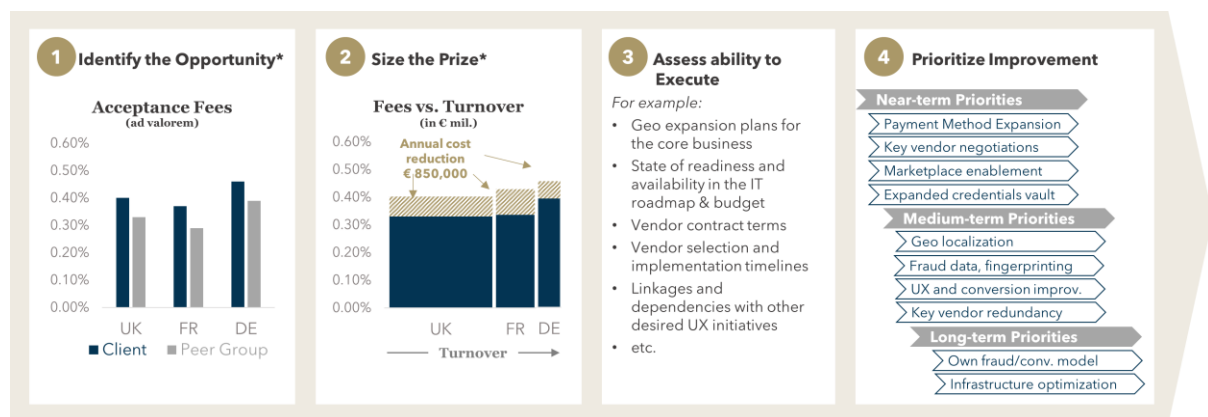 1
Identify the Opportunity*
Acceptance Fees
(ad valorem)
0.60%
0.50%
0.40%
0.30%
0.20%
0.10%
0.00%
UK FR DE
Client Peer Group
2
Size the Prize*
Fees vs. Turnover
(in € mil.)
0.60%
0.50%
0.40%
0.30%
0.20%
0.10%
0.00%
Annual cost
reduction
€ 850,000
UK FR DE
Turnover
3
Assess ability to
Execute
For example:
• Geo expansion plans for
the core business
• State of readiness and
availability in the IT
roadmap & budget
• Vendor contract terms
• Vendor selection and
implementation timelines
• Linkages and
dependencies with other
desired UX initiatives
• etc.
4
Prioritize Improvement
Near-term Priorities
Payment Method Expansion
Key vendor negotiations
Marketplace enablement
Expanded credentials vault
Medium-term Priorities
Geo localization
Fraud data, fingerprinting
UX and conversion improv.
Key vendor redundancy
Long-term Priorities
Own fraud/conv. model
Infrastructure optimization